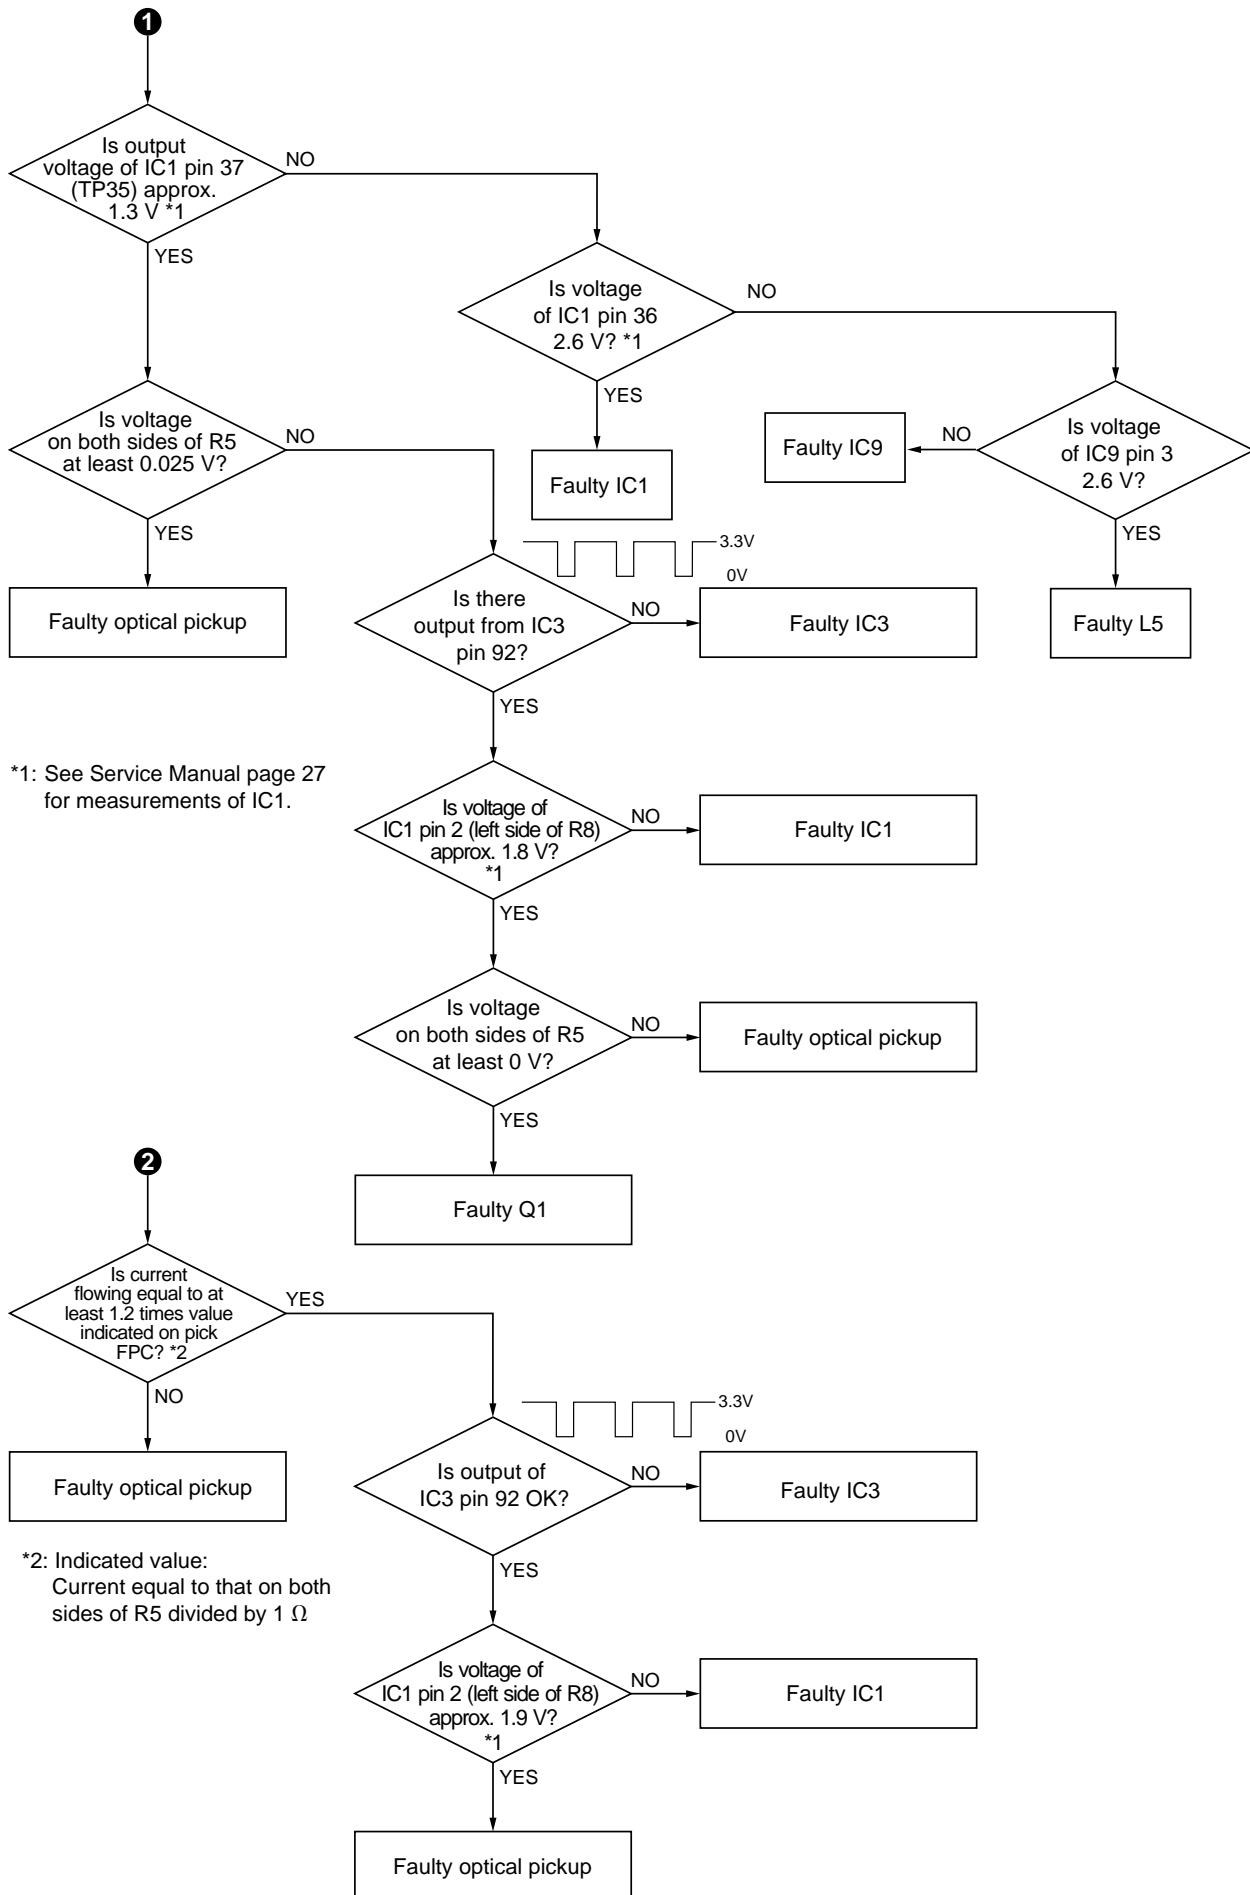 1
Is output
voltage of IC1 pin 37
(TP35) approx.
1.3 V *1
NO
YES
Is voltage
of IC1 pin 36
2.6 V? *1
NO
YES
Is voltage
on both sides of R5
at least 0.025 V?
NO
YES
Faulty IC1
Faulty IC9
NO
Is voltage
of IC9 pin 3
2.6 V?
YES
Faulty optical pickup
3.3V
0V
Is there
output from IC3
pin 92?
NO
Faulty IC3
Faulty L5
YES
*1: See Service Manual page 27
for measurements of IC1.
Is voltage of
IC1 pin 2 (left side of R8)
approx. 1.8 V?
*1
NO
Faulty IC1
YES
Is voltage
on both sides of R5
at least 0 V?
NO
Faulty optical pickup
YES
Faulty Q1
2
Is current
flowing equal to at
least 1.2 times value
indicated on pick
FPC? *2
YES
NO
Faulty optical pickup
3.3V
0V
Is output of
IC3 pin 92 OK?
NO
Faulty IC3
YES
*2: Indicated value:
Current equal to that on both
sides of R5 divided by 1 Ω
Is voltage of
IC1 pin 2 (left side of R8)
approx. 1.9 V?
*1
NO
Faulty IC1
YES
Faulty optical pickup